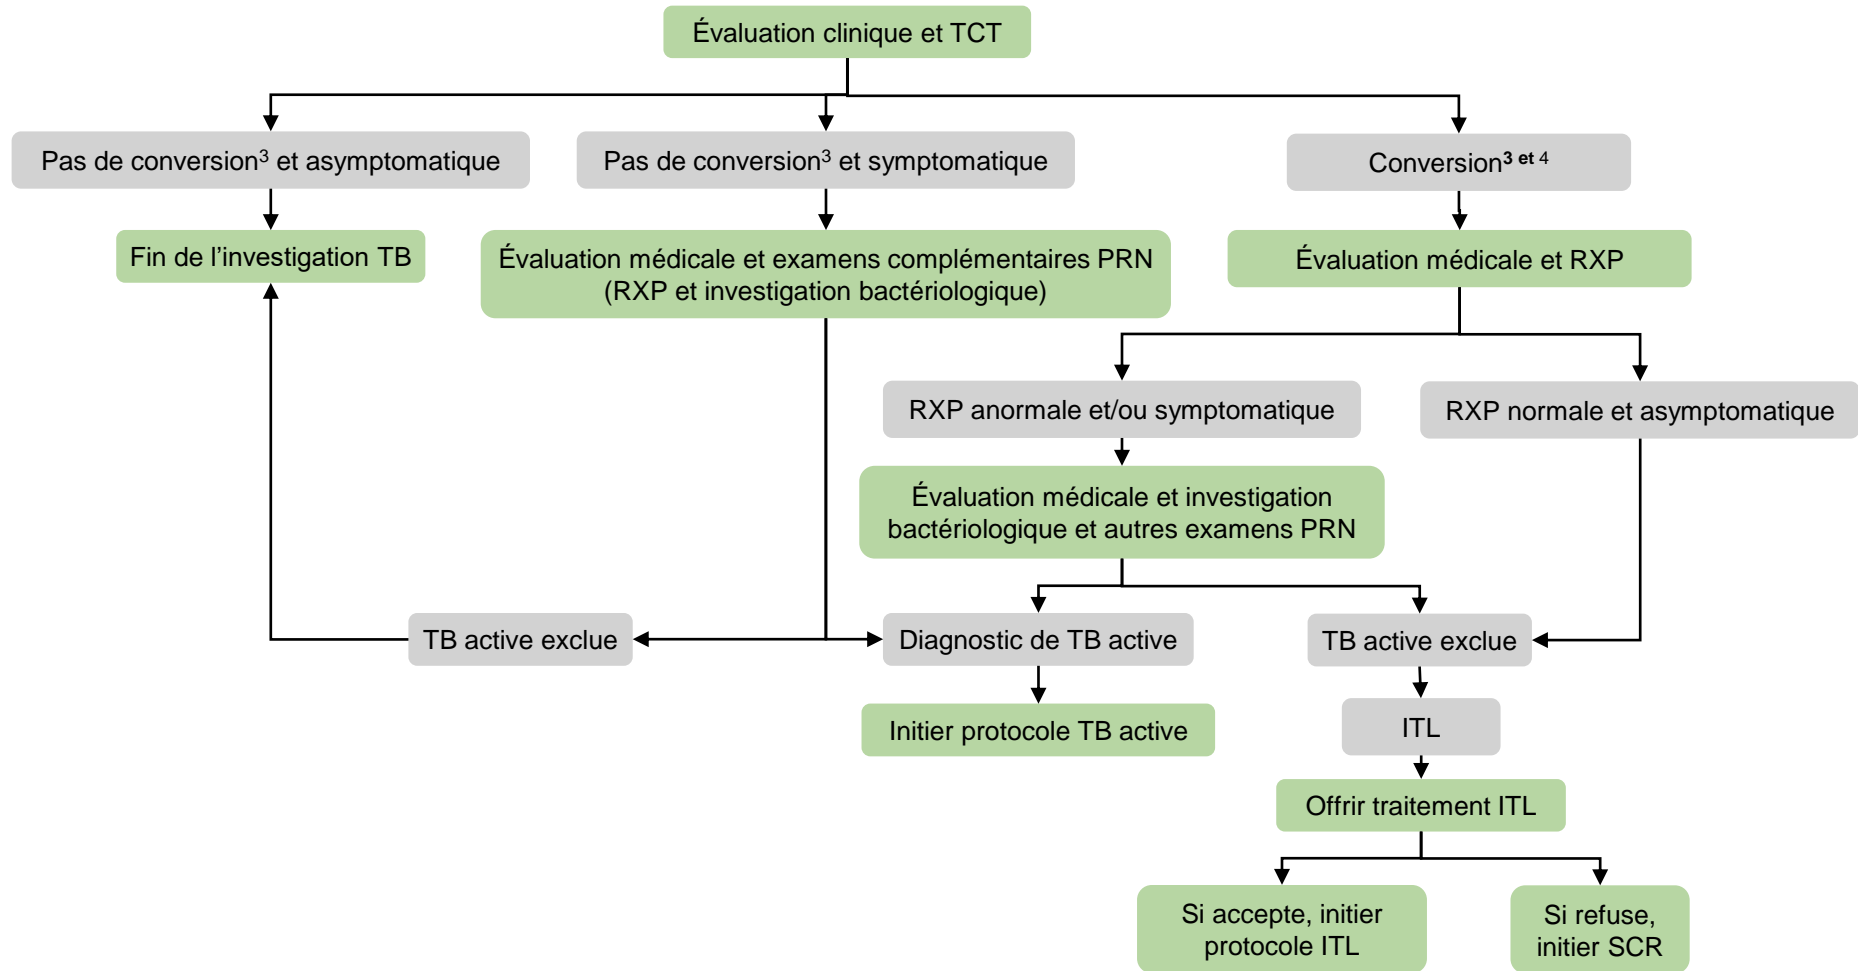 Évaluation clinique et TCT
Pas de conversion³ et asymptomatique
Pas de conversion³ et symptomatique
Conversion³ ᵉᵗ ⁴
Fin de l’investigation TB
Évaluation médicale et examens complémentaires PRN
(RXP et investigation bactériologique)
Évaluation médicale et RXP
RXP anormale et/ou symptomatique
RXP normale et asymptomatique
Évaluation médicale et investigation
bactériologique et autres examens PRN
TB active exclue
Diagnostic de TB active
TB active exclue
Initier protocole TB active
ITL
Offrir traitement ITL
Si accepte, initier
protocole ITL
Si refuse,
initier SCR